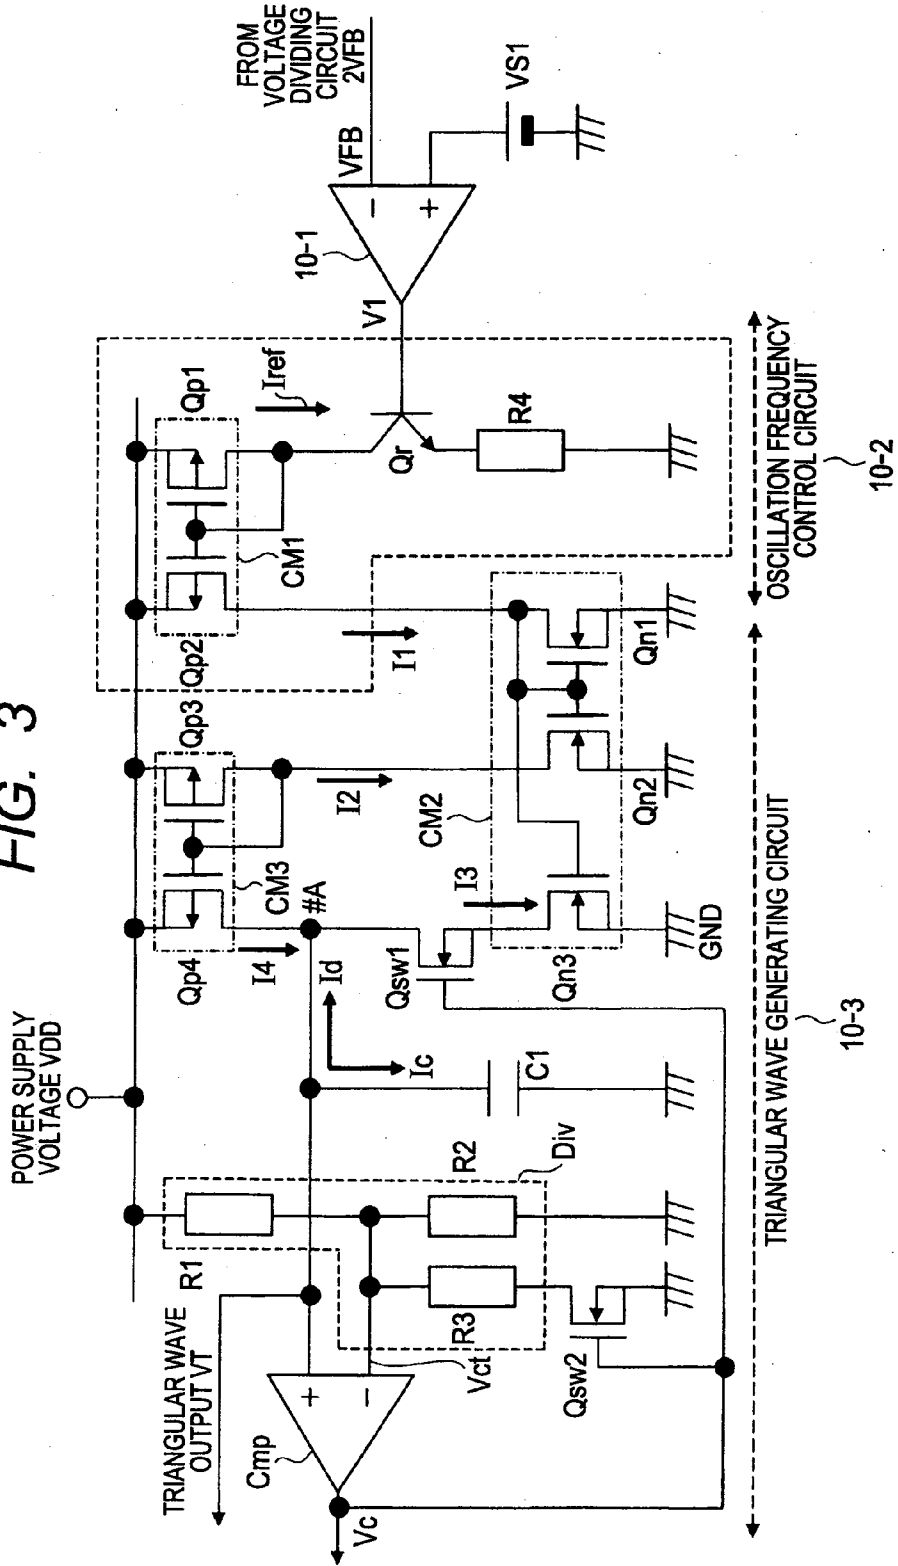 FIG. 3
POWER SUPPLY
VOLTAGE VDD
FROM
VOLTAGE
DIVIDING
CIRCUIT
2VFB
VFB
VS1
10-1
V1
−
+
Qp1
Iref
Qr
R4
CM1
Qp2
I1
Qp3
I2
CM3
Qp4
I4
#A
Id
Ic
C1
CM2
I3
Qn1
Qn2
Qn3
GND
Qsw1
Div
R1
R2
R3
Qsw2
Vct
TRIANGULAR WAVE
OUTPUT VT
Cmp
+
−
Vc
OSCILLATION FREQUENCY
CONTROL CIRCUIT
10-2
TRIANGULAR WAVE GENERATING CIRCUIT
10-3